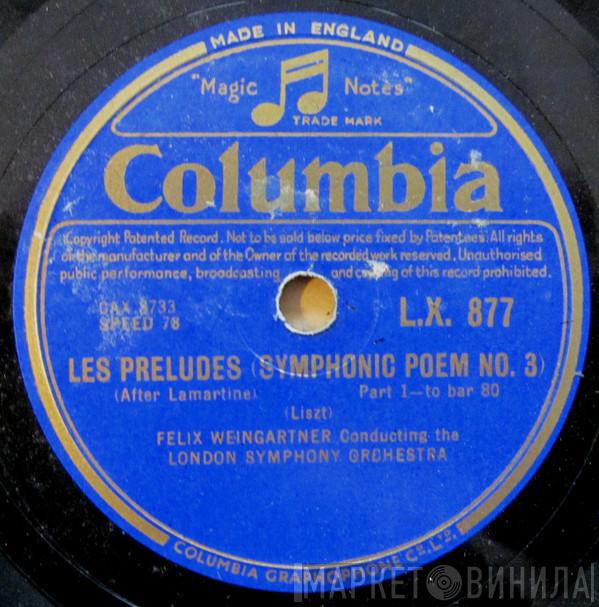 MADE IN ENGLAND
"Magic Notes"
TRADE MARK
Columbia
Copyright Patented Record. Not to be sold below price fixed by Patentees. All rights
of the manufacturer and of the Owner of the recorded work reserved. Unauthorised
public performance, broadcasting and copying of this record prohibited.
CAX.8733
SPEED 78
L.X. 877
LES PRELUDES (SYMPHONIC POEM NO. 3)
(After Lamartine) Part 1—to bar 80
(Liszt)
FELIX WEINGARTNER Conducting the
LONDON SYMPHONY ORCHESTRA
COLUMBIA GRAPHOPHONE Co. LTD.
МАРКЕТ ВИНИЛА